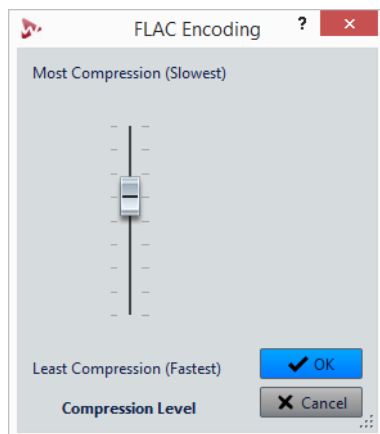 FLAC Encoding ?
Most Compression (Slowest)
Least Compression (Fastest)
OK
Compression Level
Cancel